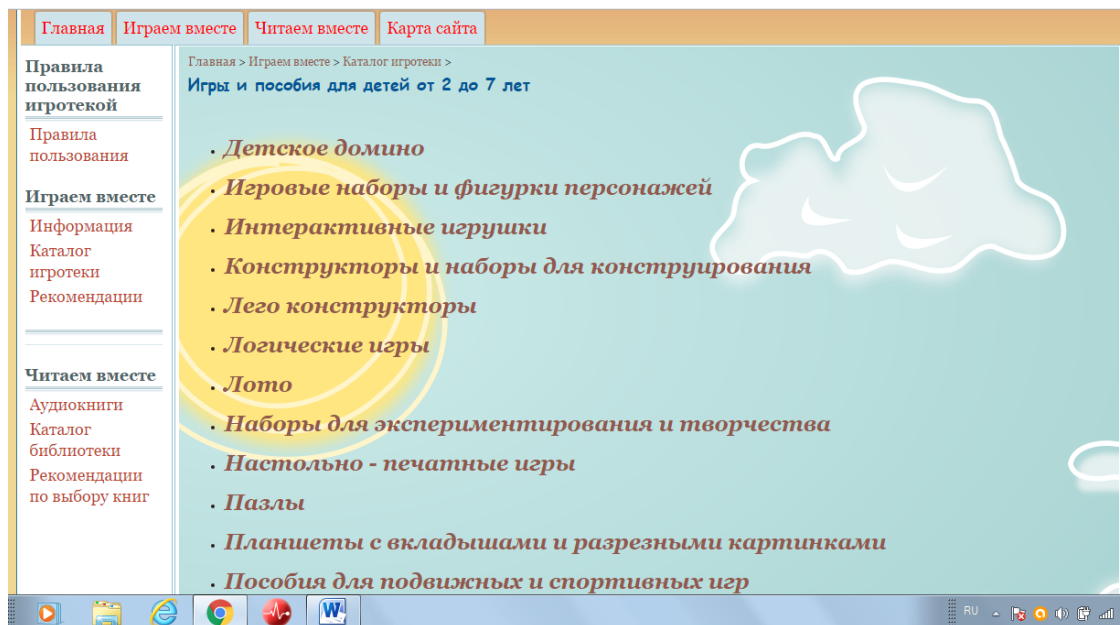 Главная Играем вместе Читаем вместе Карта сайта
Правила
пользования
игротекой
Правила
пользования
Играем вместе
Информация
Каталог
игротеки
Рекомендации
Читаем вместе
Аудиокниги
Каталог
библиотеки
Рекомендации
по выбору книг
Главная > Играем вместе > Каталог игротеки >
Игры и пособия для детей от 2 до 7 лет
Детское домино
Игровые наборы и фигурки персонажей
Интерактивные игрушки
Конструкторы и наборы для конструирования
Лего конструкторы
Логические игры
Лото
Наборы для экспериментирования и творчества
Настольно - печатные игры
Пазлы
Планшеты с вкладышами и разрезными картинками
Пособия для подвижных и спортивных игр
W RU